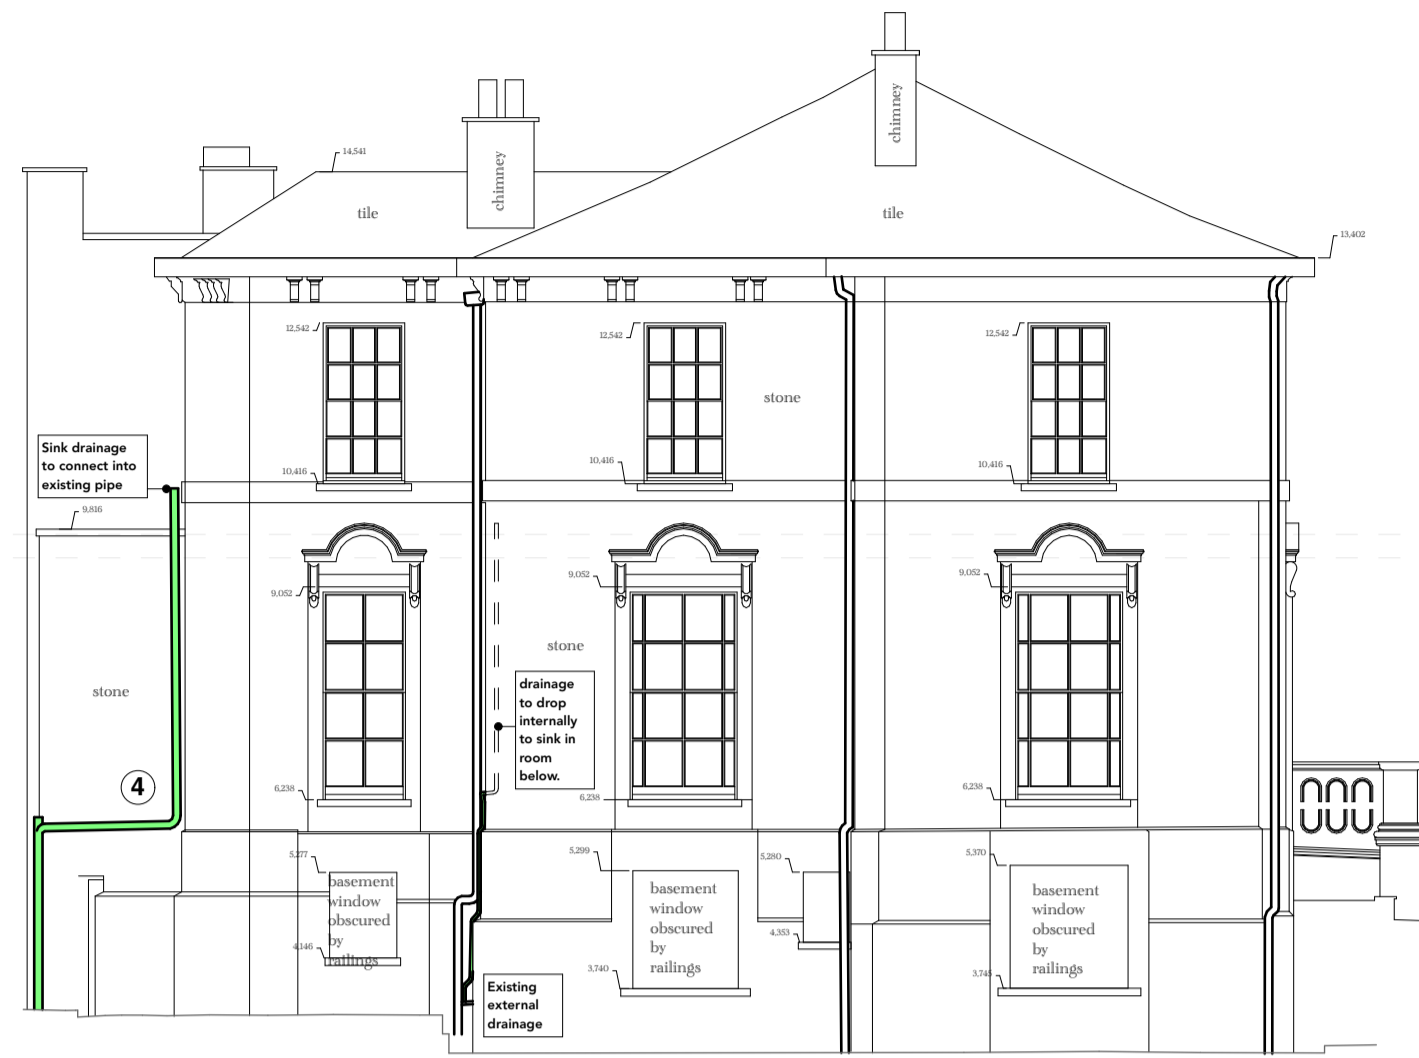 chimney
14,541
chimney
tile
tile
13,402
12,542
12,542
12,542
stone
Sink drainage
to connect into
existing pipe
10,416
10,416
10,416
9,816
9,052
9,052
9,052
stone
stone
drainage
to drop
internally
to sink in
room
below.
4
6,238
6,238
6,238
5,277
basement
window
obscured
by
railings
4,146
5,299
basement
window
obscured
by
railings
3,740
5,280
4,353
5,370
basement
window
obscured
by
railings
3,745
Existing
external
drainage